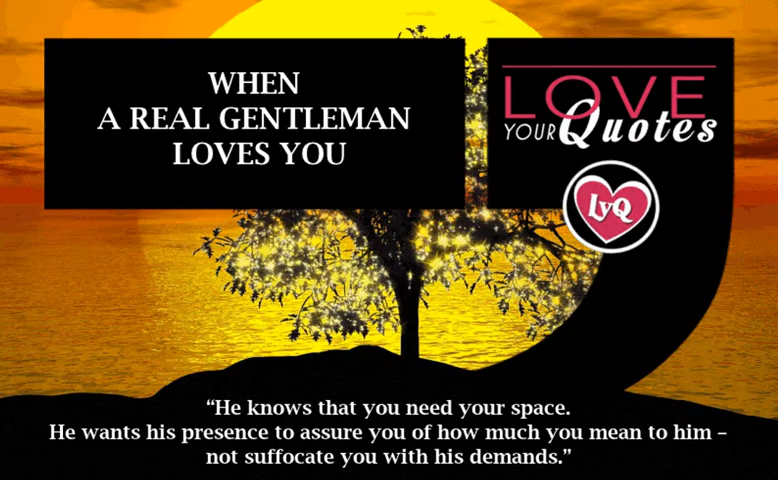 WHEN
A REAL GENTLEMAN
LOVES YOU
LOVE
YOUR Quotes
LYQ
“He knows that you need your space.
He wants his presence to assure you of how much you mean to him –
not suffocate you with his demands.”